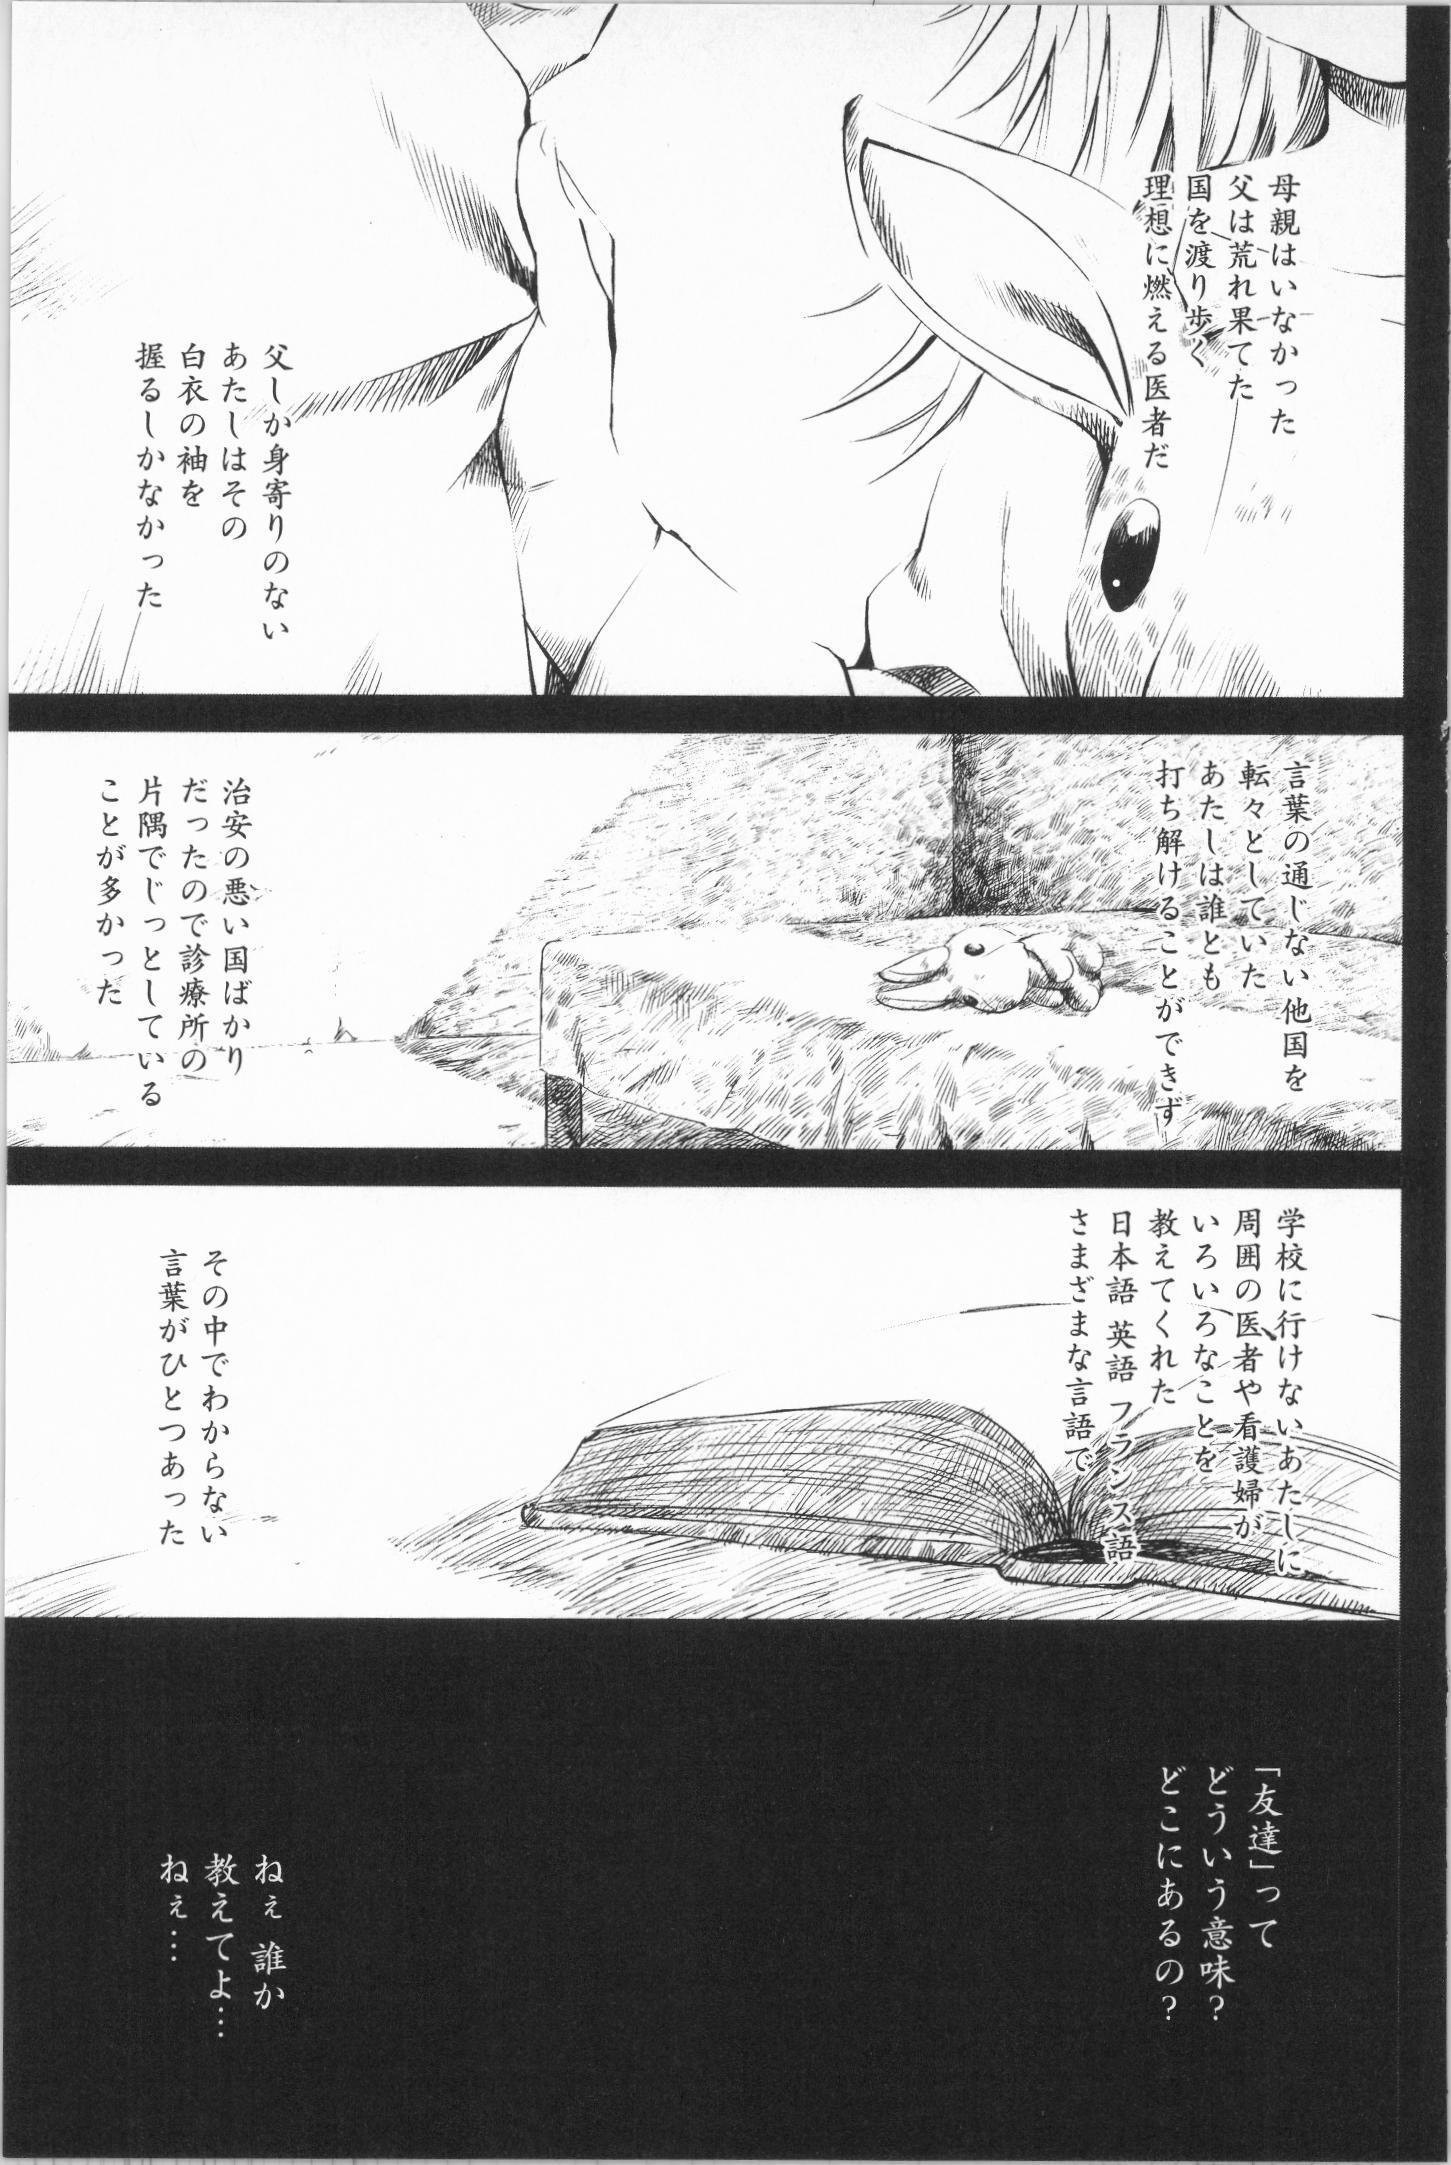 母親はいなかった
父は荒れ果てた
国を渡り歩く
理想に燃える医者だ
父しか身寄りのない
あたしはその
白衣の袖を
握るしかなかった
言葉の通じない他国を
転々としていた
あたしは誰とも
打ち解けることができず
治安の悪い国ばかり
だったので診療所の
片隅でじっとしている
ことが多かった
学校に行けないあたしに
周囲の医者や看護婦が
いろいろなことを
教えてくれた
日本語 英語 フランス語
さまざまな言語で
その中でわからない
言葉がひとつあった
「友達」って
どういう意味?
どこにあるの?
ねぇ 誰か
教えてよ…
ねぇ…